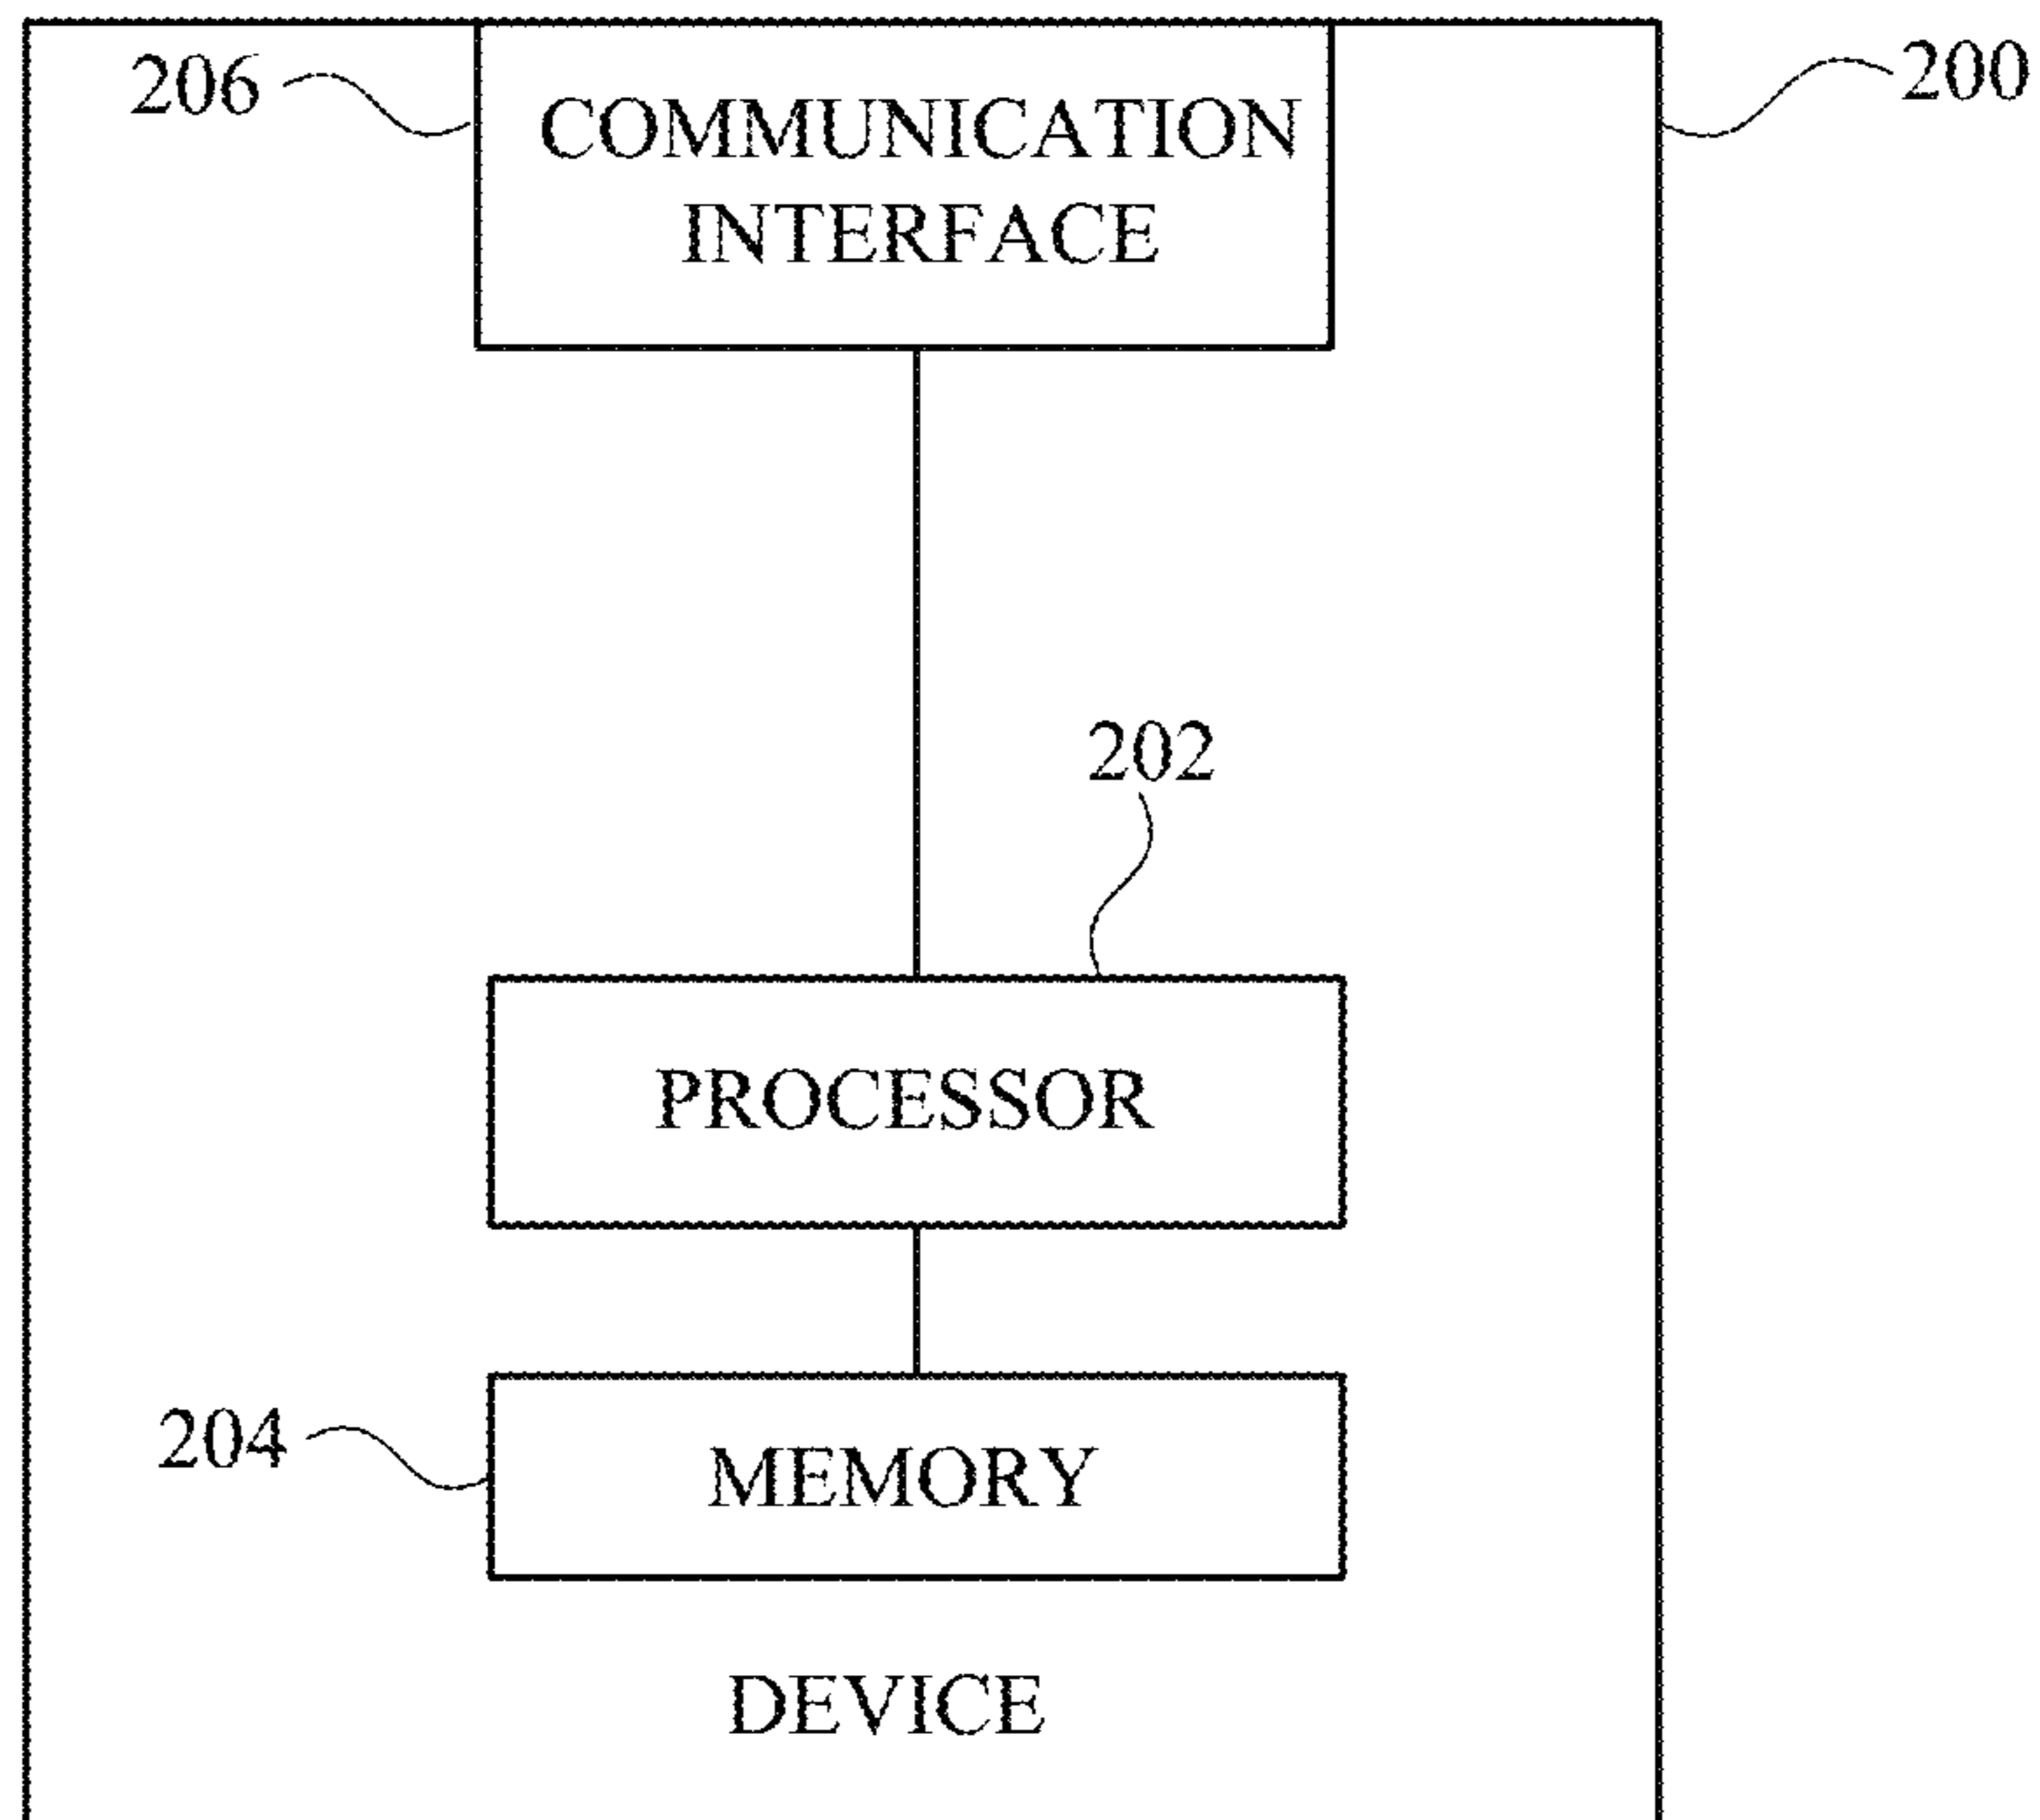 206
200
COMMUNICATION
INTERFACE
202
PROCESSOR
204
MEMORY
DEVICE